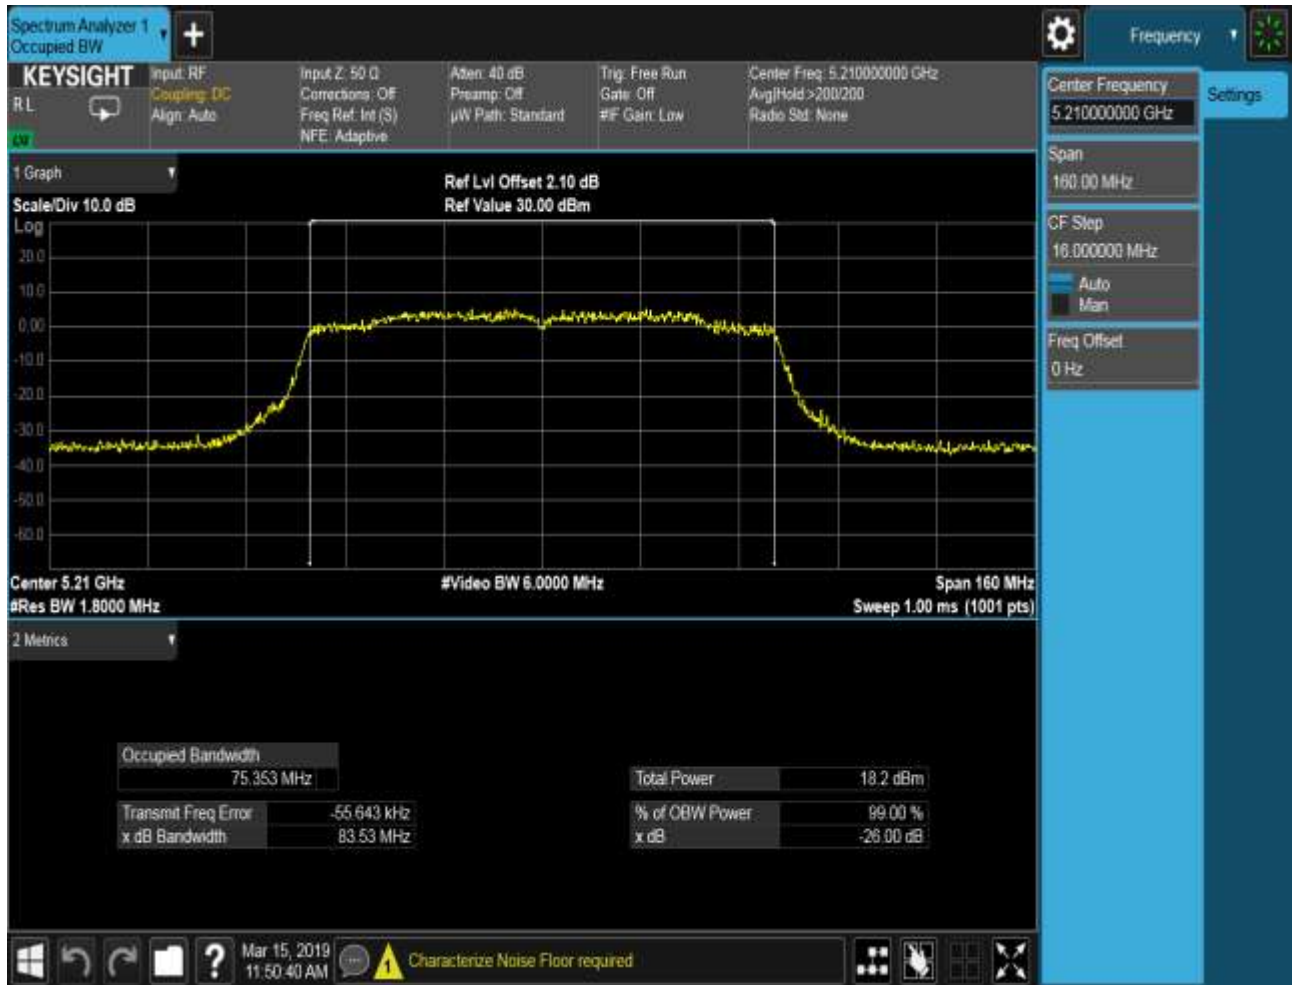 Spectrum Analyzer 1
Occupied BW
Frequency
KEYSIGHT
R L
Input: RF
Coupling: DC
Align: Auto
Input Z: 50 Ω
Corrections: Off
Freq Ref: Int (S)
NFE: Adaptive
Atten: 40 dB
Preamp: Off
µW Path: Standard
Trig: Free Run
Gate: Off
#IF Gain: Low
Center Freq: 5.210000000 GHz
Avg|Hold:>200/200
Radio Std: None
Center Frequency
5.210000000 GHz
Settings
Span
160.00 MHz
CF Step
16.000000 MHz
Auto
Man
Freq Offset
0 Hz
1 Graph
Scale/Div 10.0 dB
Ref Lvl Offset 2.10 dB
Ref Value 30.00 dBm
Log
20.0
10.0
0.00
-10.0
-20.0
-30.0
-40.0
-50.0
-60.0
Center 5.21 GHz
#Video BW 6.0000 MHz
Span 160 MHz
#Res BW 1.8000 MHz
Sweep 1.00 ms (1001 pts)
2 Metrics
Occupied Bandwidth
75.353 MHz
Total Power 18.2 dBm
Transmit Freq Error -55.643 kHz
% of OBW Power 99.00 %
x dB Bandwidth 83.53 MHz
x dB -26.00 dB
?
Mar 15, 2019
11:50:40 AM
1
Characterize Noise Floor required